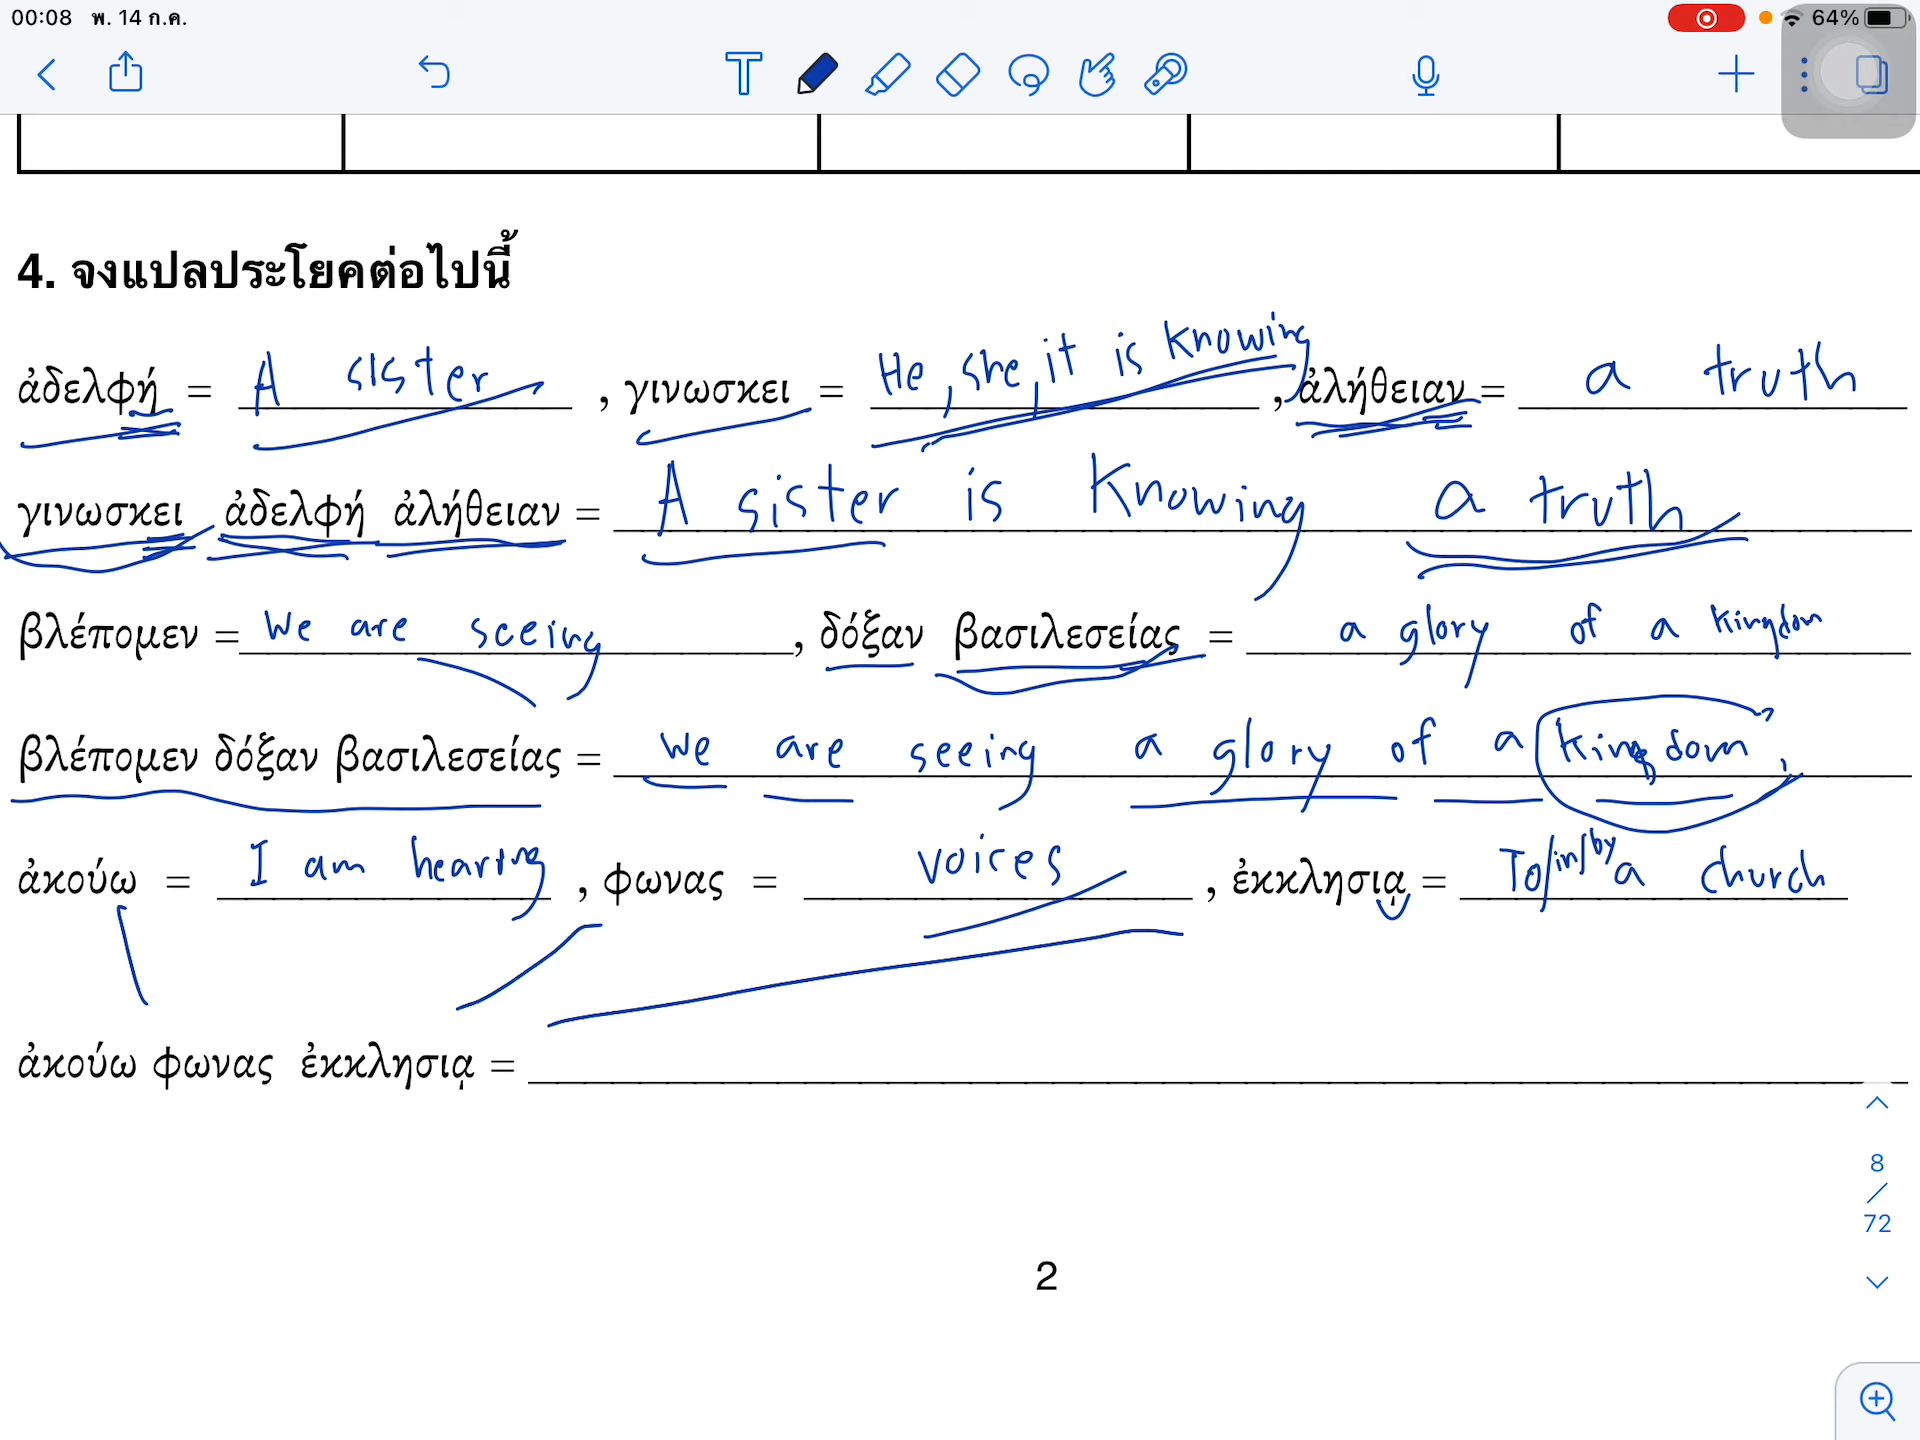 00:08 พ. 14 ก.ค. 64%
T
4. จงแปลประโยคต่อไปนี้
ἀδελφή = A sister , γινωσκει = He, she, it is Knowing , ἀλήθειαν = a truth
γινωσκει ἀδελφή ἀλήθειαν = A sister is Knowing a truth
βλέπομεν = We are seeing , δόξαν βασιλεσείας = a glory of a Kingdom
βλέπομεν δόξαν βασιλεσείας = we are seeing a glory of a Kingdom
ἀκούω = I am hearing , φωνας = voices , ἐκκλησιᾳ = To/in/by a church
ἀκούω φωνας ἐκκλησιᾳ =
8
/
72
2